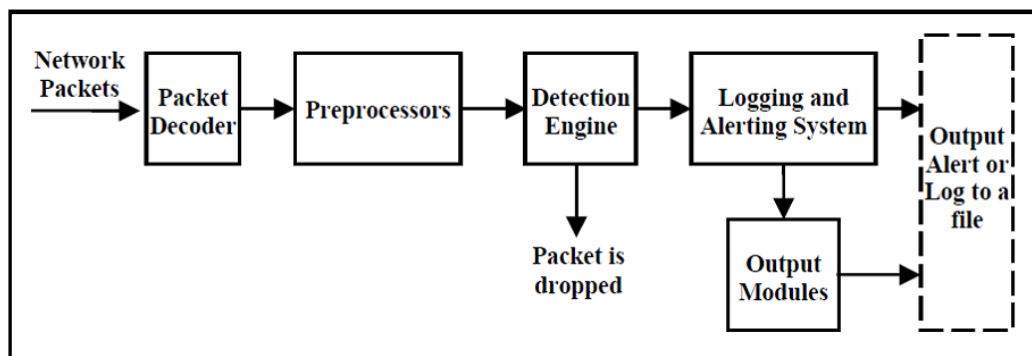 Network
Packets
Packet
Decoder
Preprocessors
Detection
Engine
Logging and
Alerting System
Output
Alert or
Log to a
file
Packet is
dropped
Output
Modules